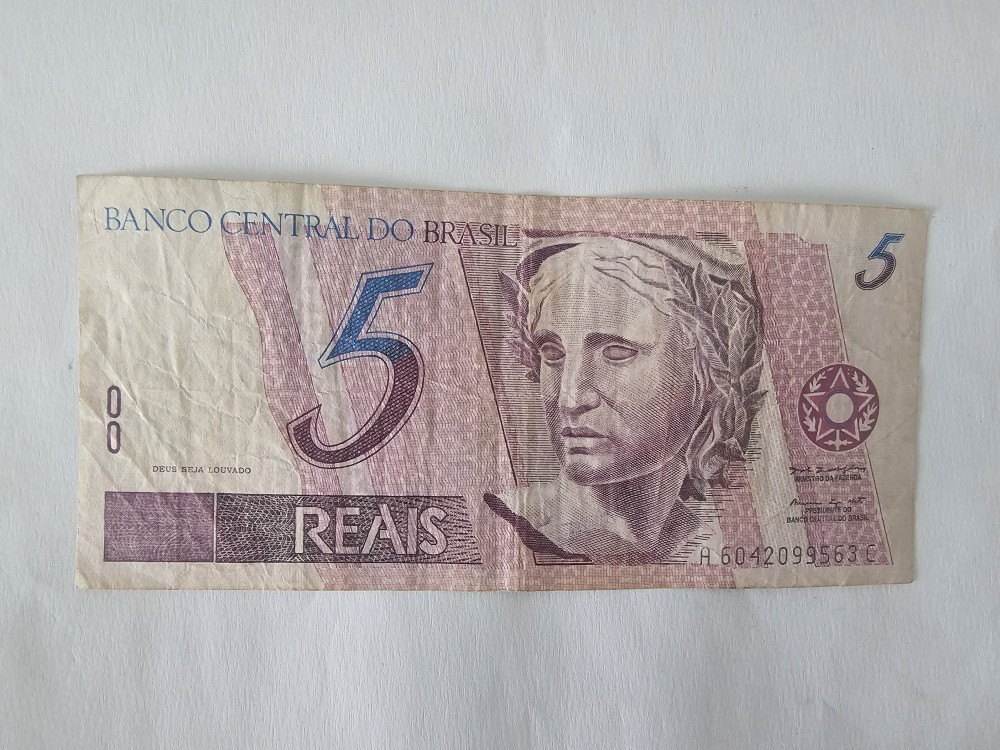 BANCO CENTRAL DO BRASIL
5
5
DEUS SEJA LOUVADO
REAIS
MINISTRO DA FAZENDA
PRESIDENTE DO
BANCO CENTRAL DO BRASIL
A 6042099563 C